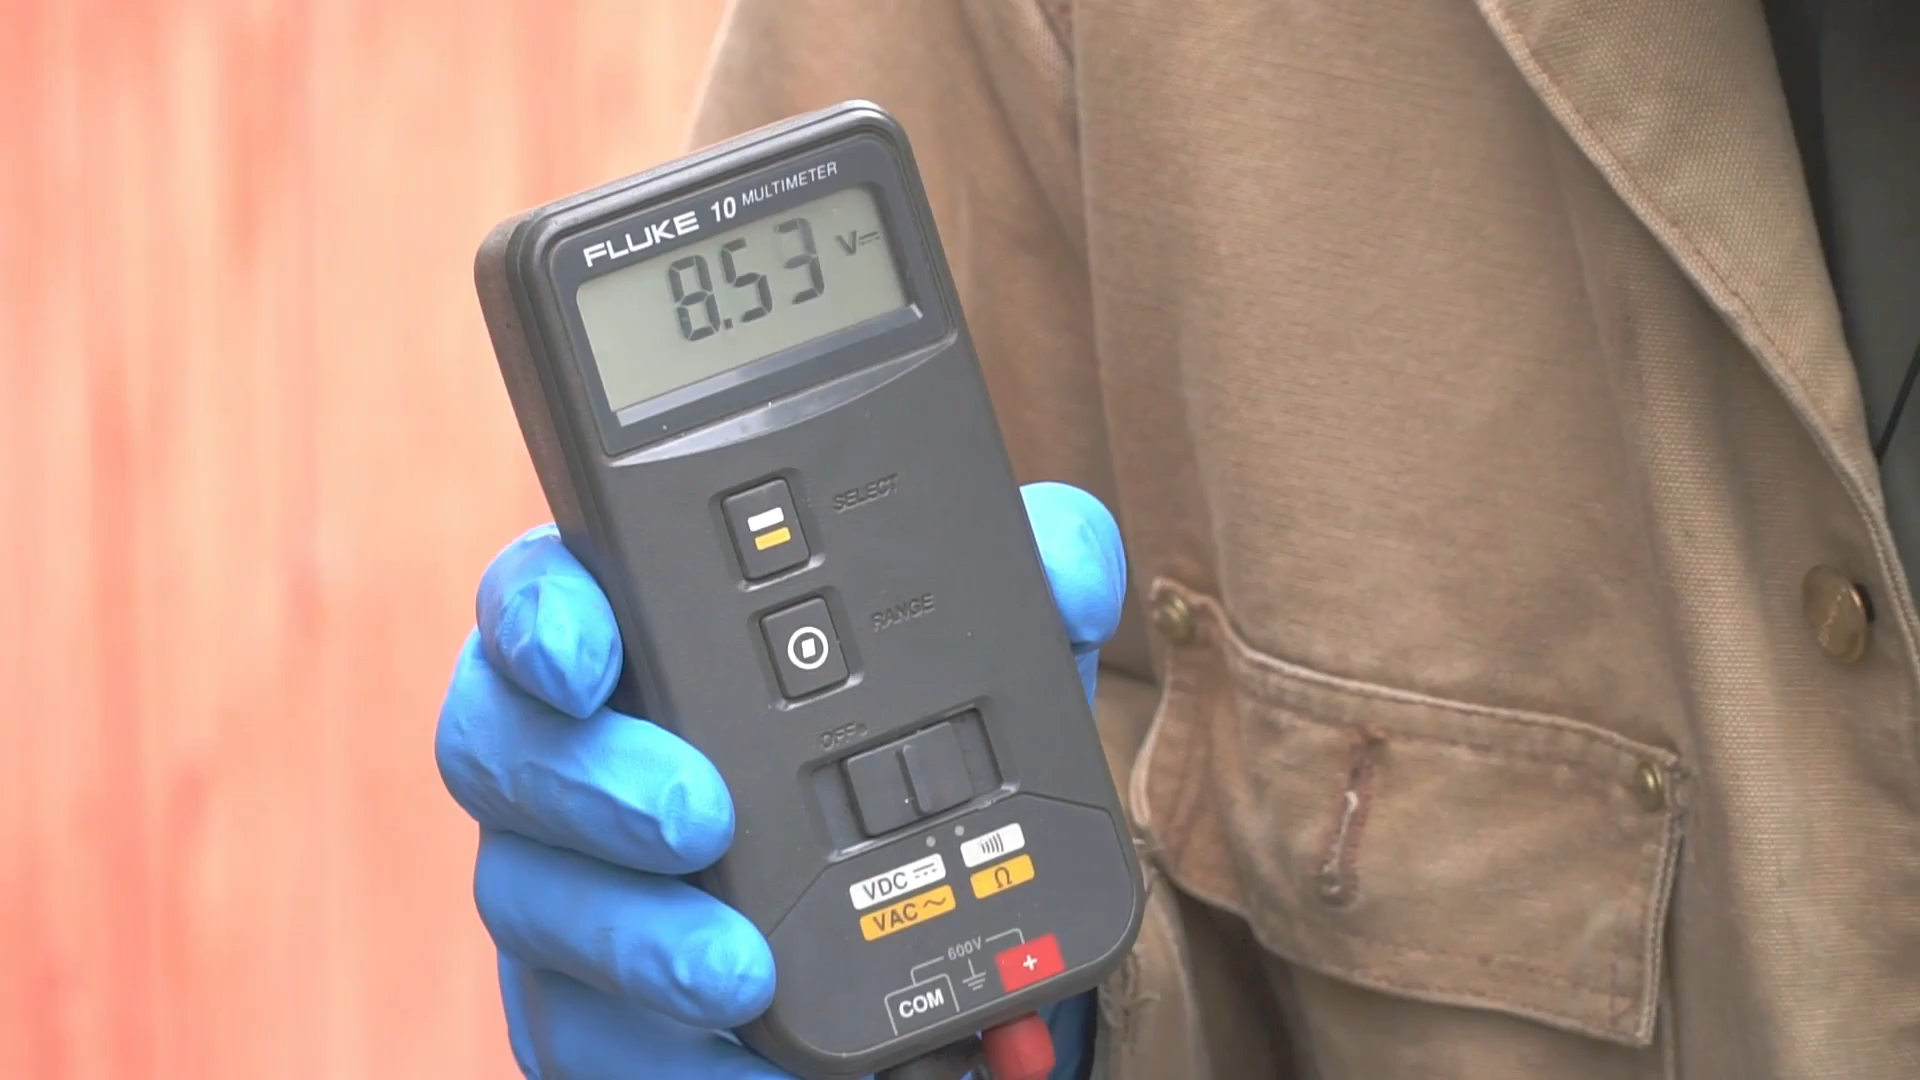 FLUKE 10 MULTIMETER
8.53 V⎓
SELECT
RANGE
OFF
VDC ⎓
VAC ~
Ω
600V
COM
+